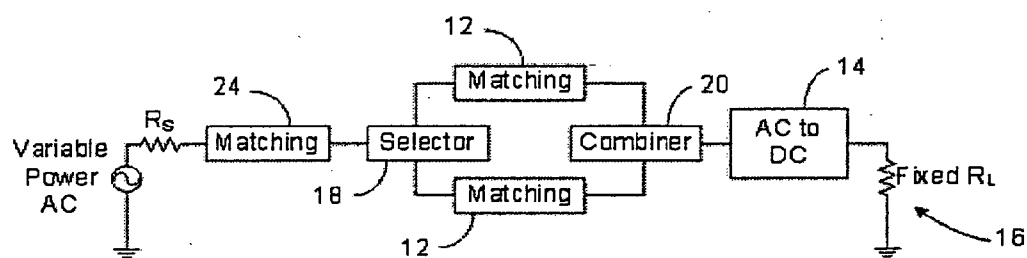 12
Matching
24
Rs
Matching
Variable
Power
AC
Selector
18
Matching
12
Combiner
20
14
AC to
DC
Fixed RL
16